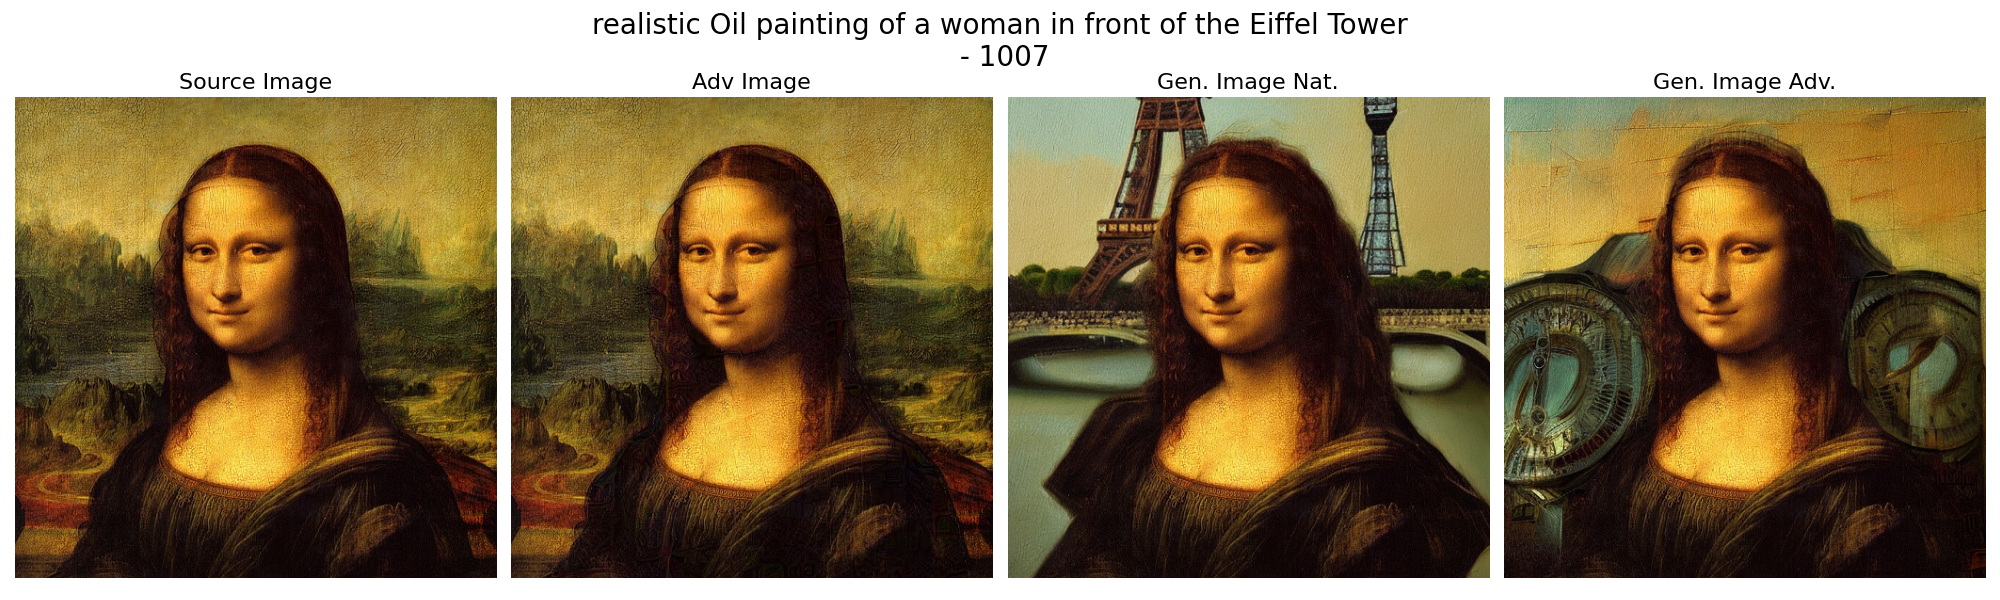 realistic Oil painting of a woman in front of the Eiffel Tower
- 1007
Source Image
Adv Image
Gen. Image Nat.
Gen. Image Adv.